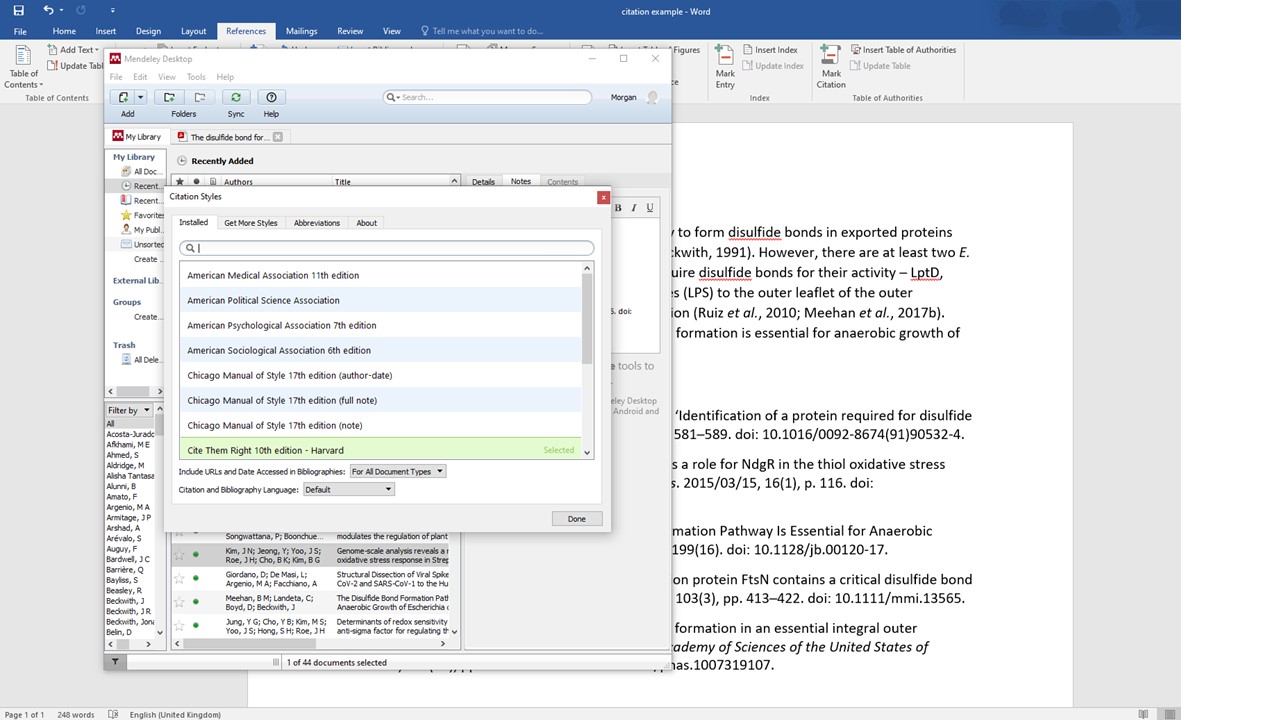 citation example - Word
File Home Insert Design Layout References Mailings Review View Tell me what you want to do...
Table of
Contents
Add Text
Update Tab
Table of Contents
Figures
Mark
Entry
Insert Index
Update Index
Index
Mark
Citation
Insert Table of Authorities
Update Table
Table of Authorities
Mendeley Desktop
File Edit View Tools Help
Search...
Morgan
Add Folders Sync Help
My Library The disulfide bond for...
My Library
All Doc...
Recent...
Recent...
Favorites
My Publ...
Unsorted
Create ...
External Lib...
Groups
Create...
Trash
All Dele...
Recently Added
Authors Title
Details Notes Contents
B I U
Citation Styles
Installed Get More Styles Abbreviations About
American Medical Association 11th edition
American Political Science Association
American Psychological Association 7th edition
American Sociological Association 6th edition
Chicago Manual of Style 17th edition (author-date)
Chicago Manual of Style 17th edition (full note)
Chicago Manual of Style 17th edition (note)
Cite Them Right 10th edition - Harvard Selected
Include URLs and Date Accessed in Bibliographies: For All Document Types
Citation and Bibliography Language: Default
Done
5. doi:
e tools to
eley Desktop
Android and
Filter by
All
Acosta-Jurado
Afkhami, M E
Ahmed, S
Aldridge, M
Alisha Tantasa
Alunni, B
Amato, F
Argenio, M A
Armitage, J P
Arshad, A
Arévalo, S
Auguy, F
Bardwell, J C
Barrière, Q
Bayliss, S
Beasley, R
Beckwith, J
Beckwith, J R
Beckwith, Jona
Belin, D
Songwattana, P; Boonchue... modulates the regulation of plant
Kim, J N; Jeong, Y; Yoo, J S; Genome-scale analysis reveals a r
Roe, J H; Cho, B K; Kim, B G oxidative stress response in Strep
Giordano, D; De Masi, L; Structural Dissection of Viral Spike
Argenio, M A; Facchiano, A CoV-2 and SARS-CoV-1 to the Hu
Meehan, B M; Landeta, C; The Disulfide Bond Formation Path
Boyd, D; Beckwith, J Anaerobic Growth of Escherichia c
Jung, Y G; Cho, Y B; Kim, M S; Determinants of redox sensitivity
Yoo, J S; Hong, S H; Roe, J H anti-sigma factor for regulating th
1 of 44 documents selected
y to form disulfide bonds in exported proteins
ckwith, 1991). However, there are at least two E.
uire disulfide bonds for their activity – LptD,
s (LPS) to the outer leaflet of the outer
ion (Ruiz et al., 2010; Meehan et al., 2017b).
formation is essential for anaerobic growth of
‘Identification of a protein required for disulfide
581–589. doi: 10.1016/0092-8674(91)90532-4.
s a role for NdgR in the thiol oxidative stress
s. 2015/03/15, 16(1), p. 116. doi:
mation Pathway Is Essential for Anaerobic
199(16). doi: 10.1128/jb.00120-17.
on protein FtsN contains a critical disulfide bond
103(3), pp. 413–422. doi: 10.1111/mmi.13565.
formation in an essential integral outer
cademy of Sciences of the United States of
pnas.1007319107.
Page 1 of 1 248 words English (United Kingdom)